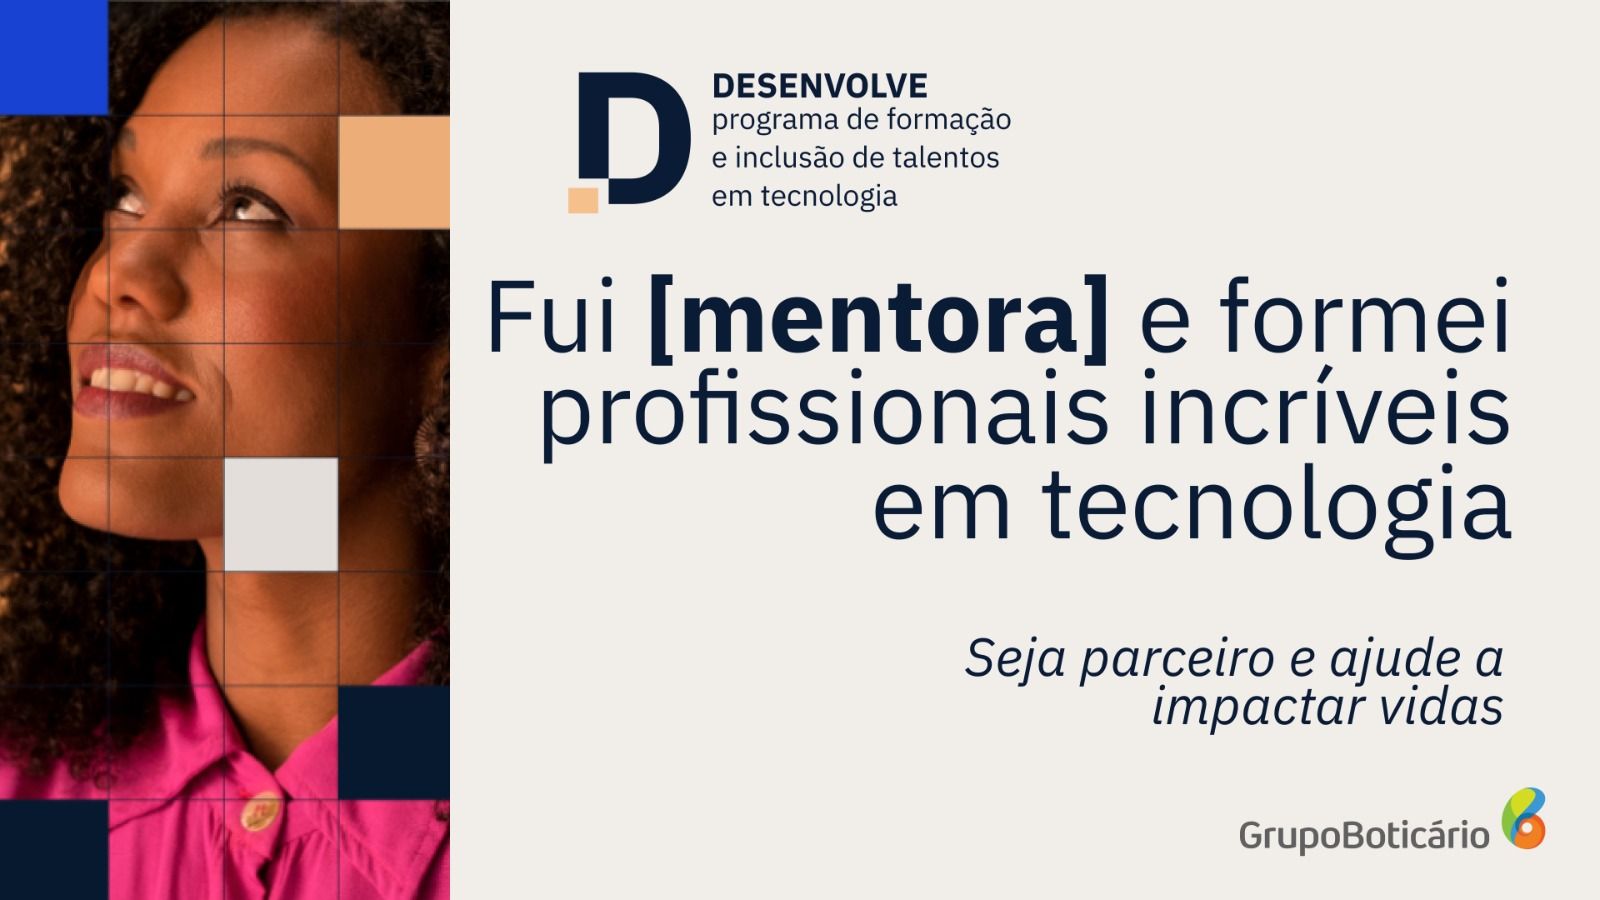 DESENVOLVE
programa de formação
e inclusão de talentos
em tecnologia
Fui [mentora] e formei
profissionais incríveis
em tecnologia
Seja parceiro e ajude a
impactar vidas
GrupoBoticário